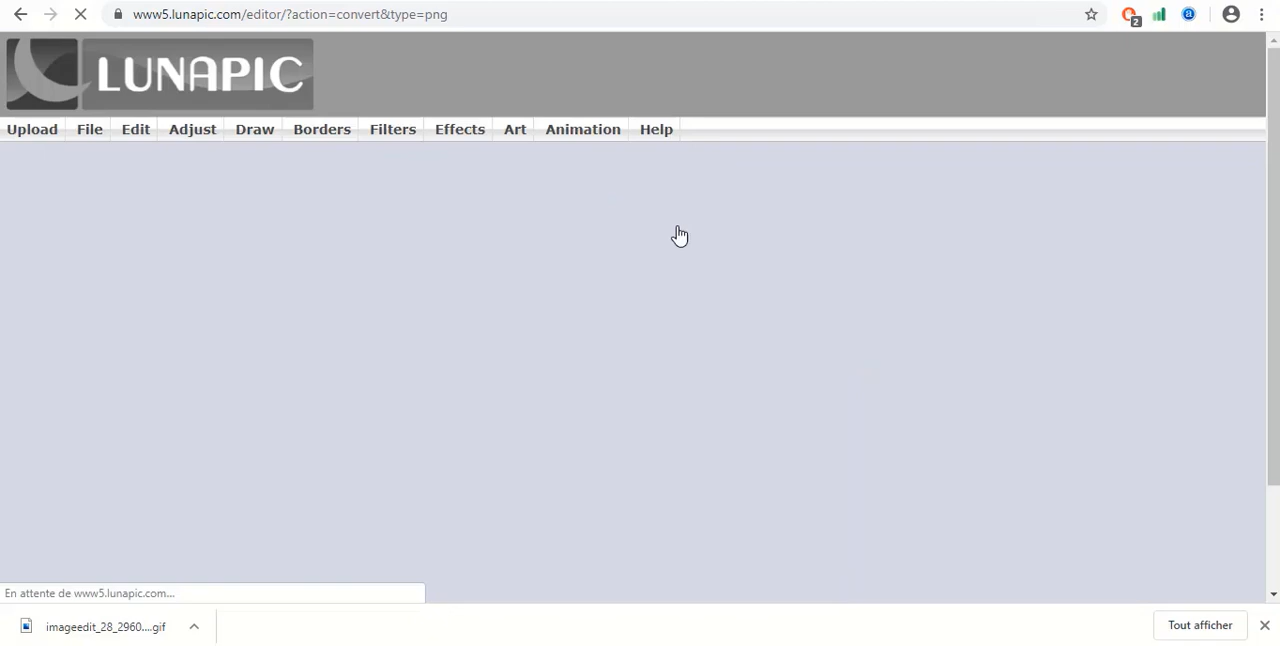 www5.lunapic.com/editor/?action=convert&type=png
2
a
LUNAPIC
Upload File Edit Adjust Draw Borders Filters Effects Art Animation Help
En attente de www5.lunapic.com...
imageedit_28_2960....gif
Tout afficher